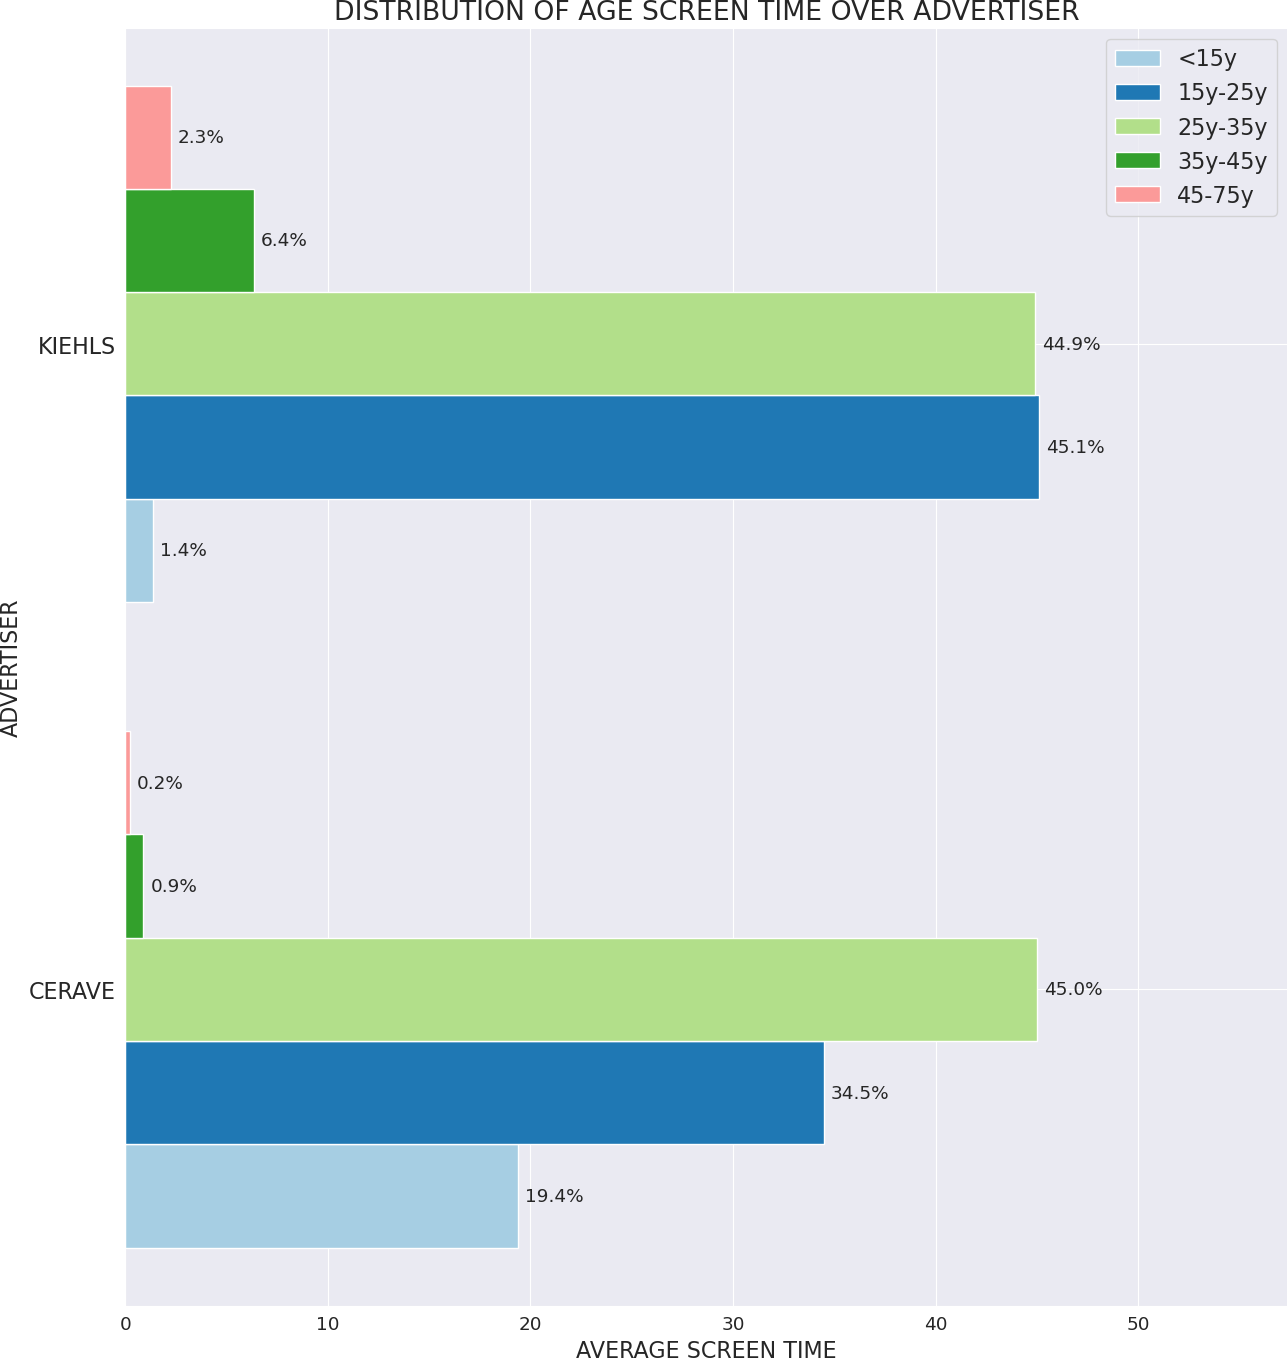 DISTRIBUTION OF AGE SCREEN TIME OVER ADVERTISER
<15y
15y-25y
25y-35y
35y-45y
45-75y
2.3%
6.4%
KIEHLS
44.9%
45.1%
1.4%
ADVERTISER
0.2%
0.9%
CERAVE
45.0%
34.5%
19.4%
0
10
20
30
40
50
AVERAGE SCREEN TIME